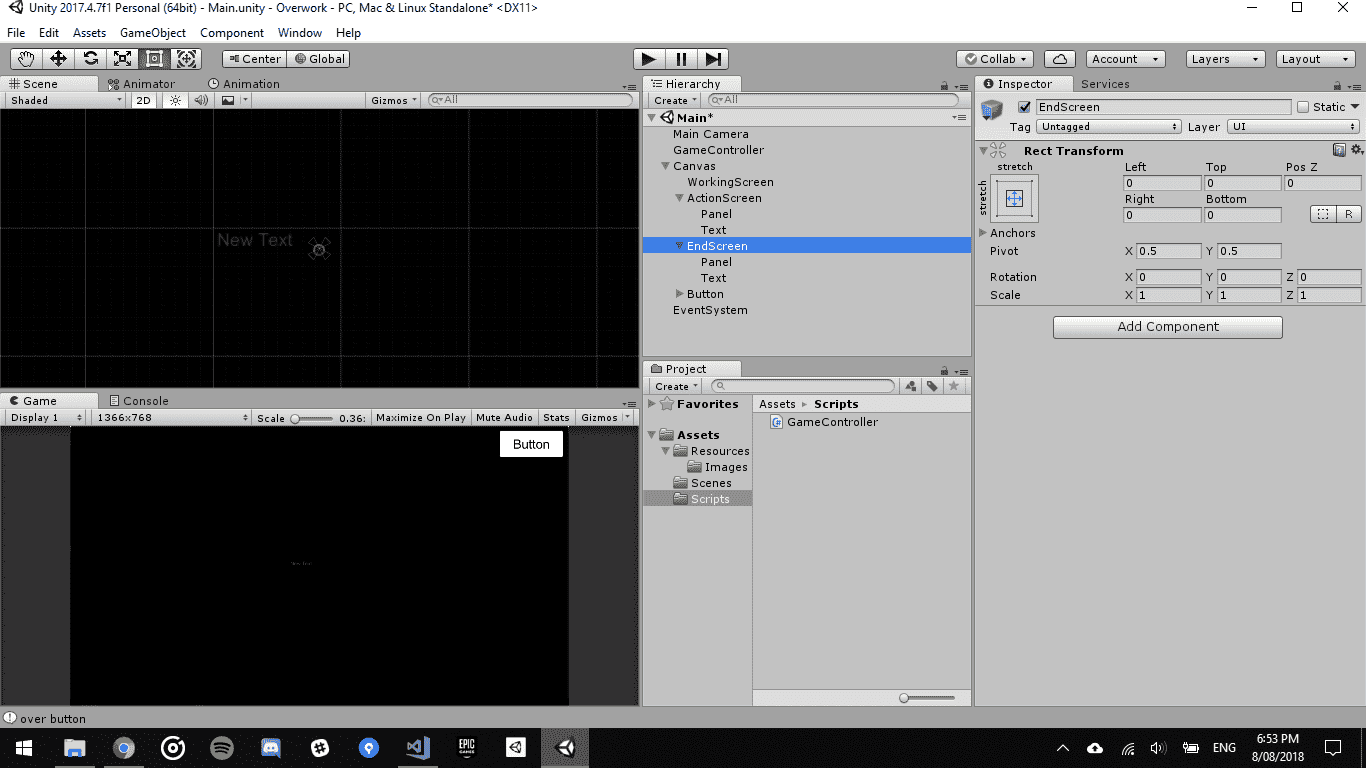 Unity 2017.4.7f1 Personal (64bit) - Main.unity - Overwork - PC, Mac & Linux Standalone* <DX11>
File Edit Assets GameObject Component Window Help
Center Global Collab Account Layers Layout
Scene Animator Animation
Shaded 2D Gizmos All
New Text
Game Console
Display 1 1366x768 Scale 0.36: Maximize On Play Mute Audio Stats Gizmos
Button
New Text
Hierarchy
Create All
Main*
Main Camera
GameController
Canvas
WorkingScreen
ActionScreen
Panel
Text
EndScreen
Panel
Text
Button
EventSystem
Project
Create
Favorites
Assets
Resources
Images
Scenes
Scripts
Assets Scripts
GameController
Inspector Services
EndScreen Static
Tag Untagged Layer UI
Rect Transform
stretch Left Top Pos Z
stretch 0 0 0
Right Bottom
0 0 R
Anchors
Pivot X 0.5 Y 0.5
Rotation X 0 Y 0 Z 0
Scale X 1 Y 1 Z 1
Add Component
over button
EPIC GAMES
ENG
6:53 PM
8/08/2018